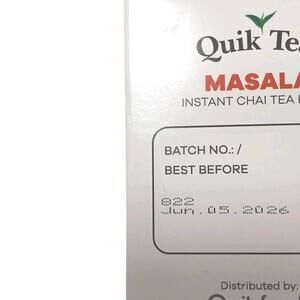 Quik Te
MASALA
INSTANT CHAI TEA
BATCH NO.: /
BEST BEFORE
822
Jun.05.2026
Distributed by: